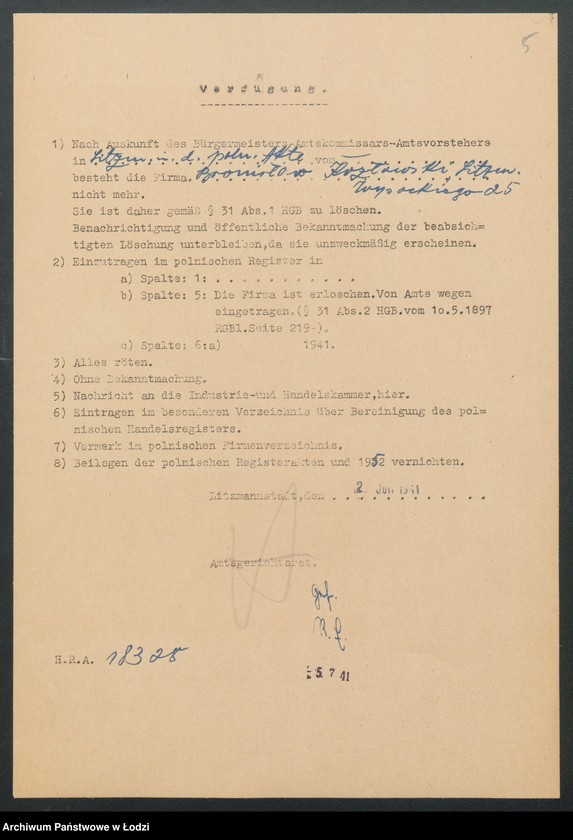 5
Verfügung.
1) Nach Auskunft des Bürgermeisters-Amtskommissars-Amtsvorstehers
in Litzm. i. d. poln. Akte vom
besteht die Firma Litzm.
25
nicht mehr.
Sie ist daher gemäß § 31 Abs.1 HGB zu löschen.
Benachrichtigung und öffentliche Bekanntmachung der beabsich=
tigten Löschung unterbleiben,da sie unzweckmäßig erscheinen.
2) Einzutragen im polnischen Register in
a) Spalte: 1: . . . . . . . . . . . .
b) Spalte: 5: Die Firma ist erloschen.Von Amts wegen
eingetragen.(§ 31 Abs.2 HGB.vom 1o.5.1897
RGBl.Seite 219-).
c) Spalte: 6:a) 1941.
3) Alles röten.
4) Ohne Bekanntmachung.
5) Nachricht an die Industrie-und Handelskammer,hier.
6) Eintragen im besonderen Verzeichnis über Bereinigung des pol=
nischen Handelsregisters.
7) Vermerk im polnischen Firmenverzeichnis.
8) Beilegen der polnischen Registerakten und 1952 vernichten.
Litzmannstadt,den 2. 1941
Amtsgerichtsrat.
gef.
H.R.A. 18328
5. 7 41
Archiwum Państwowe w Łodzi